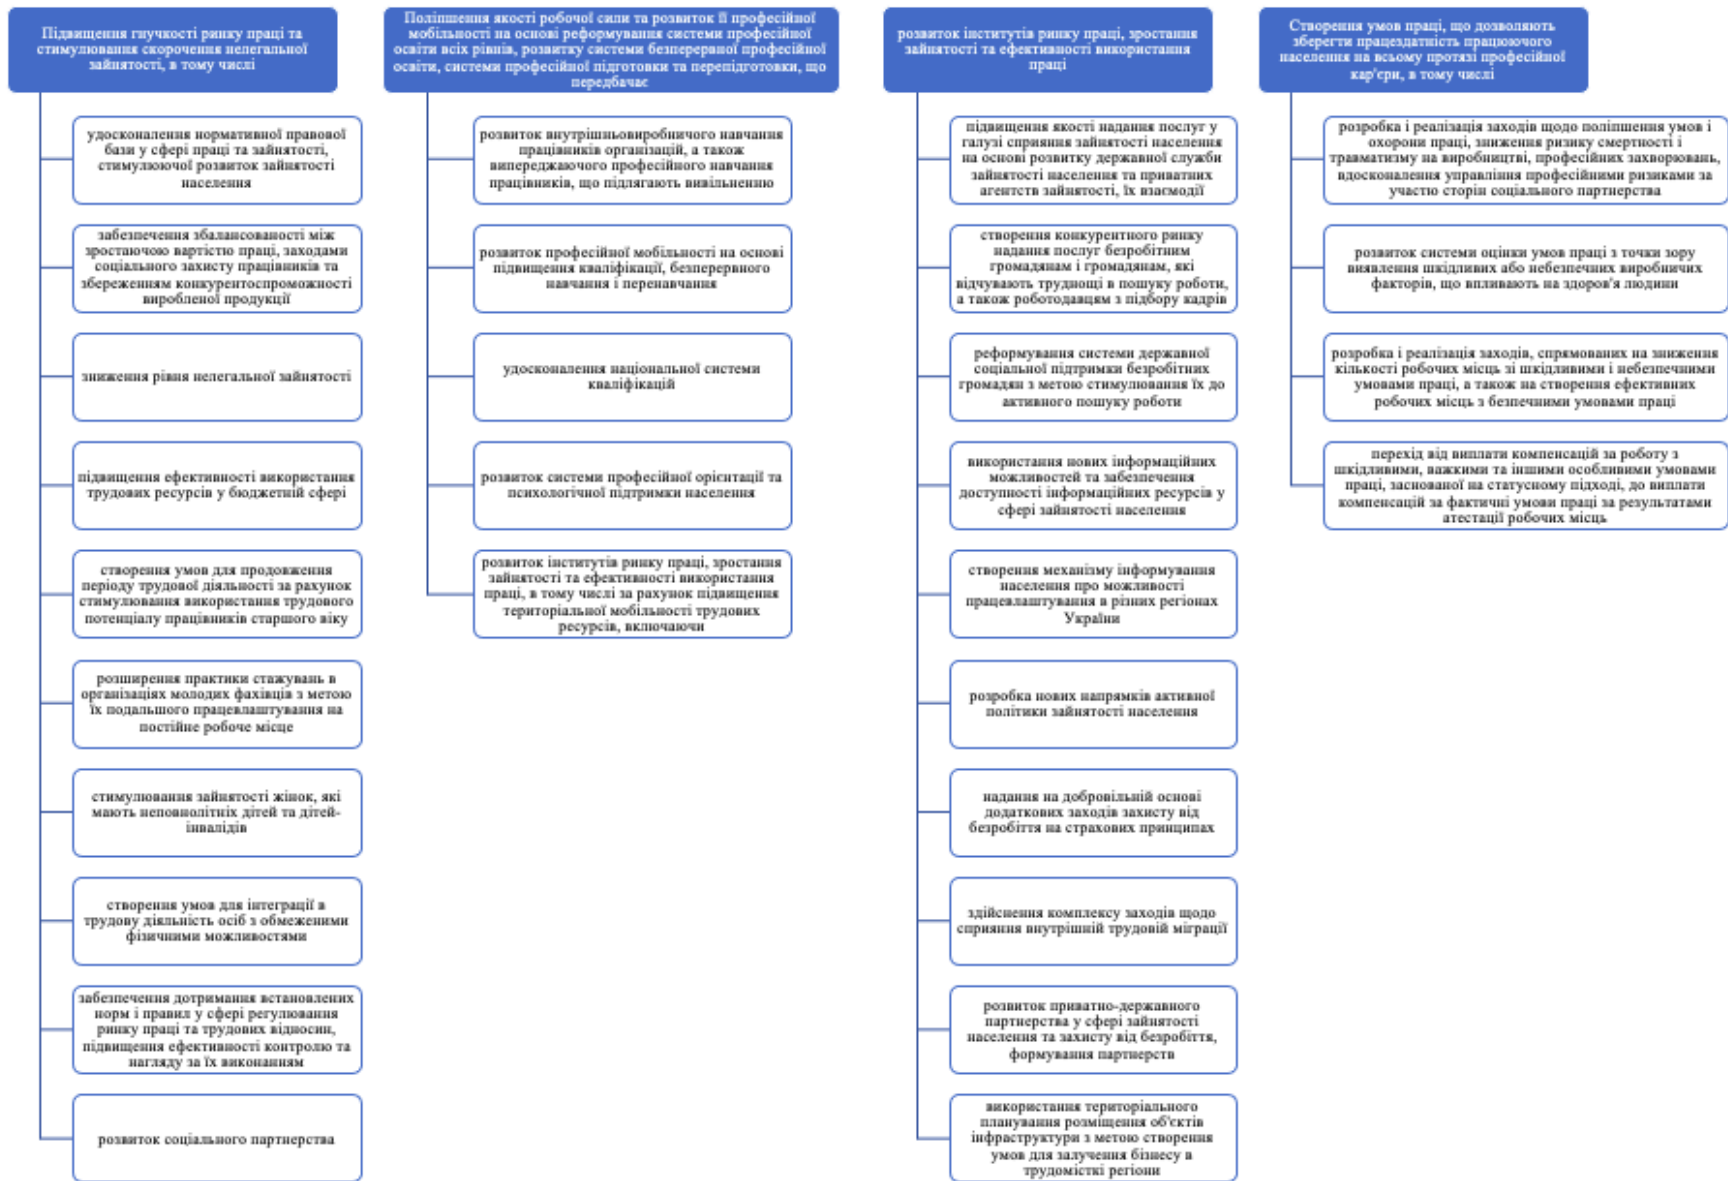 Підвищення гнучкості ринку праці та
стимулювання скорочення нелегальної
зайнятості, в тому числі
удосконалення нормативної правової
бази у сфері праці та зайнятості,
стимулюючої розвиток зайнятості
населення
забезпечення збалансованості між
зростаючою вартістю праці, заходами
соціального захисту працівників та
збереженням конкурентоспроможності
виробленої продукції
зниження рівня нелегальної зайнятості
підвищення ефективності використання
трудових ресурсів у бюджетній сфері
створення умов для продовження
періоду трудової діяльності за рахунок
стимулювання використання трудового
потенціалу працівників старшого віку
розширення практики стажувань в
організаціях молодих фахівців з метою
їх подальшого працевлаштування на
постійне робоче місце
стимулювання зайнятості жінок, які
мають неповнолітніх дітей та дітей-
інвалідів
створення умов для інтеграції в
трудову діяльність осіб з обмеженими
фізичними можливостями
забезпечення дотримання встановлених
норм і правил у сфері регулювання
ринку праці та трудових відносин,
підвищення ефективності контролю та
нагляду за їх виконанням
розвиток соціального партнерства
Поліпшення якості робочої сили та розвиток її професійної
мобільності на основі реформування системи професійної
освіти всіх рівнів, розвитку системи безперервної професійної
освіти, системи професійної підготовки та перепідготовки, що
передбачає
розвиток внутрішньовиробничого навчання
працівників організацій, а також
випереджаючого професійного навчання
працівників, що підлягають вивільненню
розвиток професійної мобільності на основі
підвищення кваліфікації, безперервного
навчання і перенавчання
удосконалення національної системи
кваліфікацій
розвиток системи професійної орієнтації та
психологічної підтримки населення
розвиток інститутів ринку праці, зростання
зайнятості та ефективності використання
праці, в тому числі за рахунок підвищення
територіальної мобільності трудових
ресурсів, включаючи
розвиток інститутів ринку праці, зростання
зайнятості та ефективності використання
праці
підвищення якості надання послуг у
галузі сприяння зайнятості населення
на основі розвитку державної служби
зайнятості населення та приватних
агентств зайнятості, їх взаємодії
створення конкурентного ринку
надання послуг безробітним
громадянам і громадянам, які
відчувають труднощі в пошуку роботи,
а також роботодавцям з підбору кадрів
реформування системи державної
соціальної підтримки безробітних
громадян з метою стимулювання їх до
активного пошуку роботи
використання нових інформаційних
можливостей та забезпечення
доступності інформаційних ресурсів у
сфері зайнятості населення
створення механізму інформування
населення про можливості
працевлаштування в різних регіонах
України
розробка нових напрямків активної
політики зайнятості населення
надання на добровільній основі
додаткових заходів захисту від
безробіття на страхових принципах
здійснення комплексу заходів щодо
сприяння внутрішній трудовій міграції
розвиток приватно-державного
партнерства у сфері зайнятості
населення та захисту від безробіття,
формування партнерств
використання територіального
планування розміщення об'єктів
інфраструктури з метою створення
умов для залучення бізнесу в
трудомісткі регіони
Створення умов праці, що дозволяють
зберегти працездатність працюючого
населення на всьому протязі професійної
кар'єри, в тому числі
розробка і реалізація заходів щодо поліпшення умов і
охорони праці, зниження ризику смертності і
травматизму на виробництві, професійних захворювань,
вдосконалення управління професійними ризиками за
участю сторін соціального партнерства
розвиток системи оцінки умов праці з точки зору
виявлення шкідливих або небезпечних виробничих
факторів, що впливають на здоров'я людини
розробка і реалізація заходів, спрямованих на зниження
кількості робочих місць зі шкідливими і небезпечними
умовами праці, а також на створення ефективних
робочих місць з безпечними умовами праці
перехід від виплати компенсацій за роботу з
шкідливими, важкими та іншими особливими умовами
праці, заснованої на статусному підході, до виплати
компенсацій за фактичні умови праці за результатами
атестації робочих місць